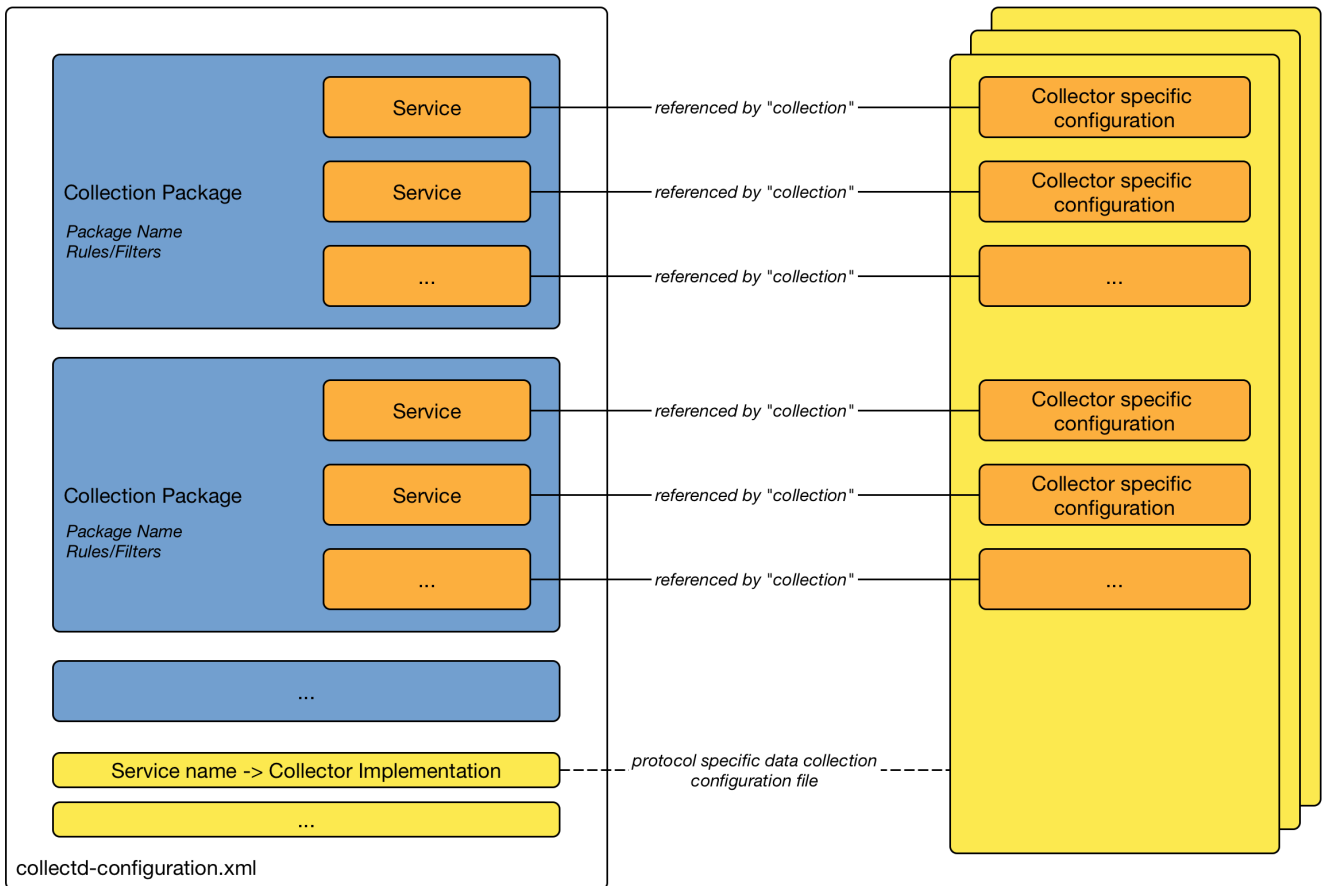 Service
referenced by "collection"
Collector specific
configuration
Service
referenced by "collection"
Collector specific
configuration
Collection Package
Package Name
Rules/Filters
...
referenced by "collection"
...
Service
referenced by "collection"
Collector specific
configuration
Service
referenced by "collection"
Collector specific
configuration
Collection Package
Package Name
Rules/Filters
...
referenced by "collection"
...
...
Service name -> Collector Implementation
protocol specific data collection
configuration file
...
collectd-configuration.xml